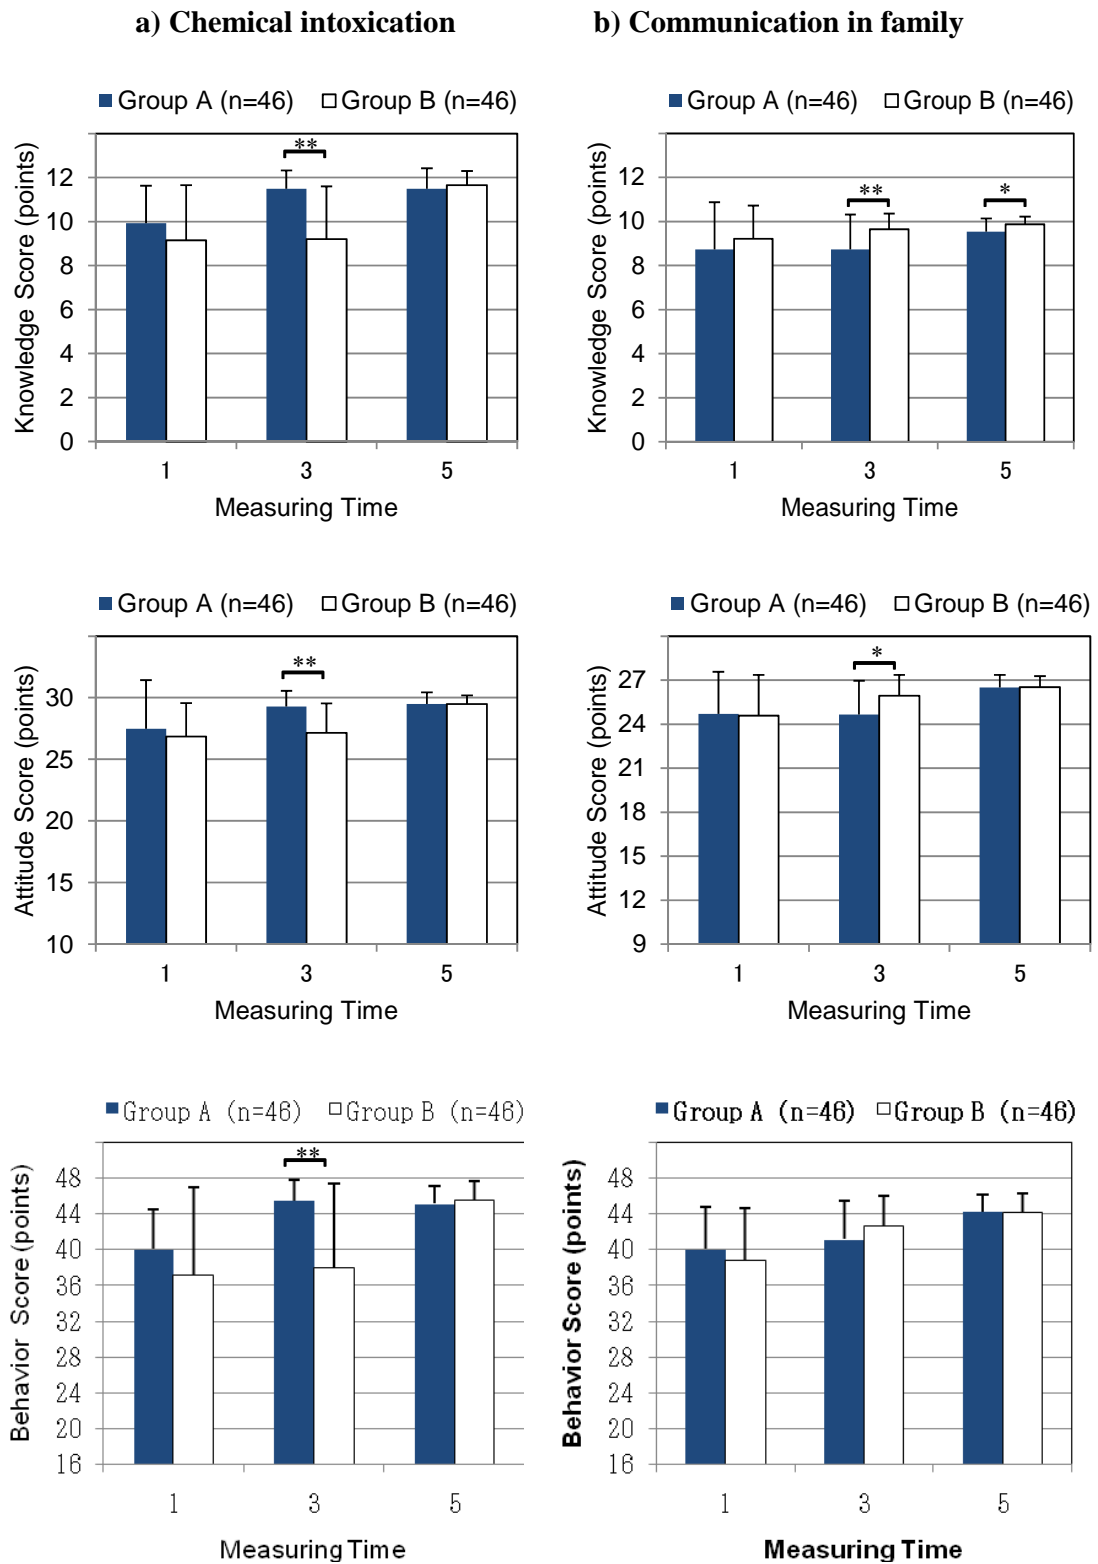 a) Chemical intoxication
b) Communication in family
Group A (n=46) Group B (n=46)
Knowledge Score (points)
12
10
8
6
4
2
0
**
1 3 5
Measuring Time
Group A (n=46) Group B (n=46)
Knowledge Score (points)
12
10
8
6
4
2
0
**
*
1 3 5
Measuring Time
Group A (n=46) Group B (n=46)
Attitude Score (points)
30
25
20
15
10
**
1 3 5
Measuring Time
Group A (n=46) Group B (n=46)
Attitude Score (points)
27
24
21
18
15
12
9
*
1 3 5
Measuring Time
Group A (n=46) Group B (n=46)
Behavior Score (points)
48
44
40
36
32
28
24
20
16
**
1 3 5
Measuring Time
Group A (n=46) Group B (n=46)
Behavior Score (points)
48
44
40
36
32
28
24
20
16
1 3 5
Measuring Time